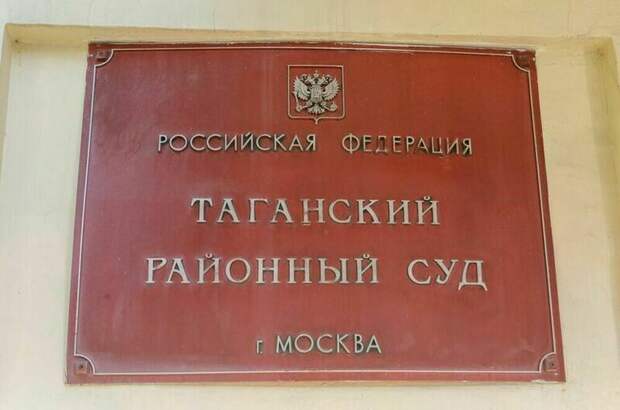 РОССИЙСКАЯ ФЕДЕРАЦИЯ
ТАГАНСКИЙ
РАЙОННЫЙ СУД
г. МОСКВА